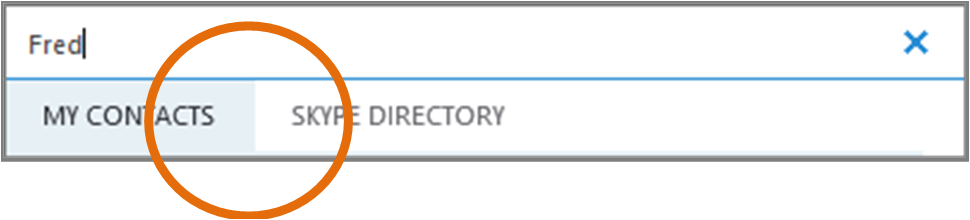 Fred
MY CONTACTS SKYPE DIRECTORY